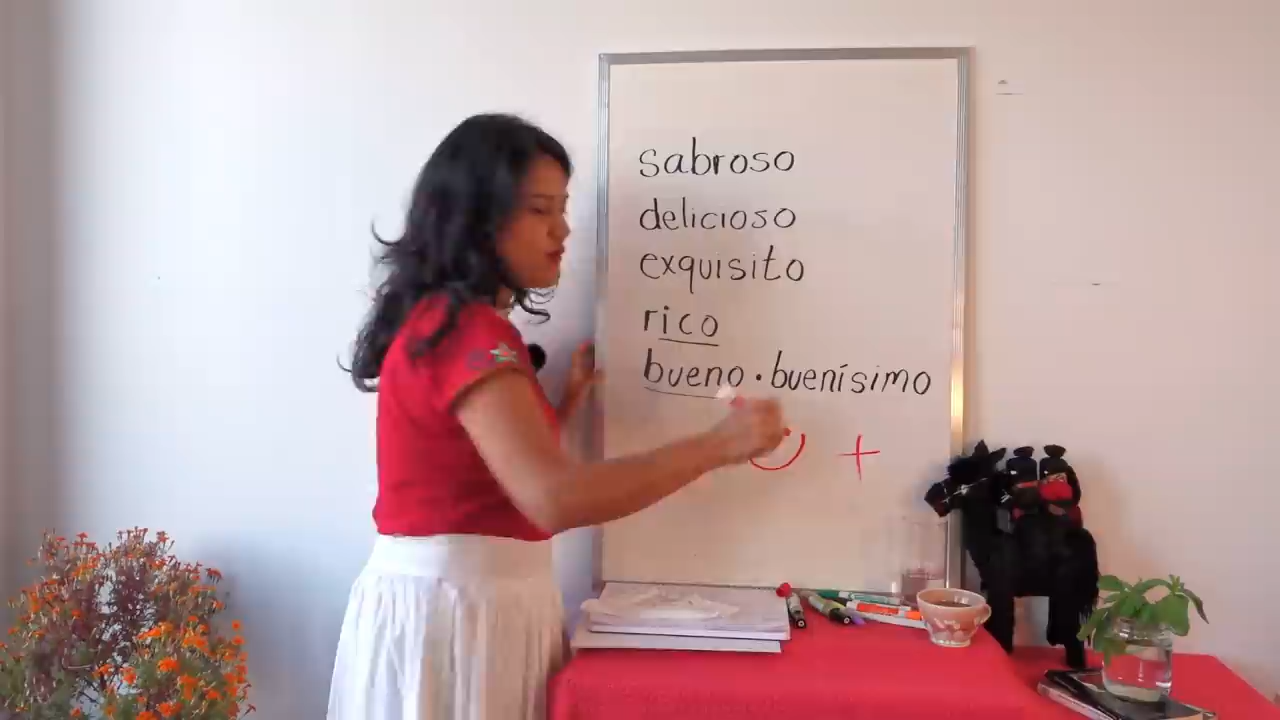 sabroso
delicioso
exquisito
rico
bueno · buenísimo
+